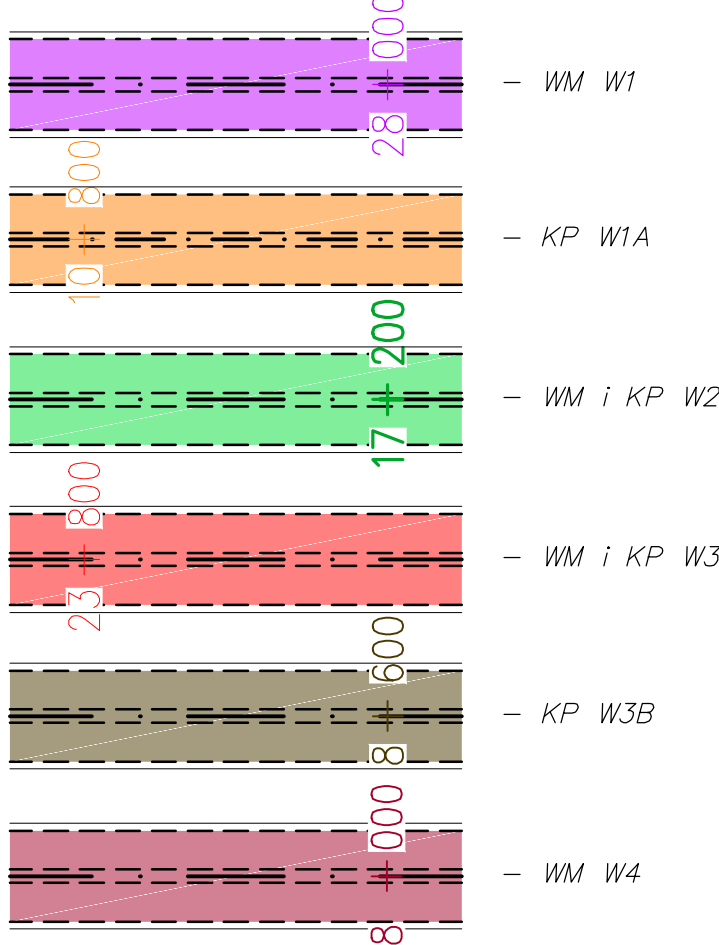 28 000
– WM W1
10 800
– KP W1A
17 200
– WM i KP W2
23 800
– WM i KP W3
8 600
– KP W3B
8 000
– WM W4